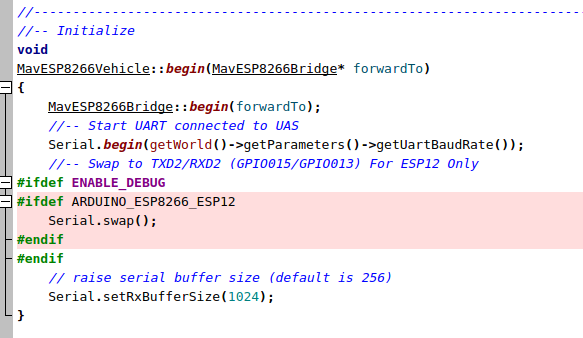 //----------------------------------------------------------------------
//-- Initialize
void
MavESP8266Vehicle::begin(MavESP8266Bridge* forwardTo)
{
    MavESP8266Bridge::begin(forwardTo);
    //-- Start UART connected to UAS
    Serial.begin(getWorld()->getParameters()->getUartBaudRate());
    //-- Swap to TXD2/RXD2 (GPIO015/GPIO013) For ESP12 Only
#ifdef ENABLE_DEBUG
#ifdef ARDUINO_ESP8266_ESP12
    Serial.swap();
#endif
#endif
    // raise serial buffer size (default is 256)
    Serial.setRxBufferSize(1024);
}